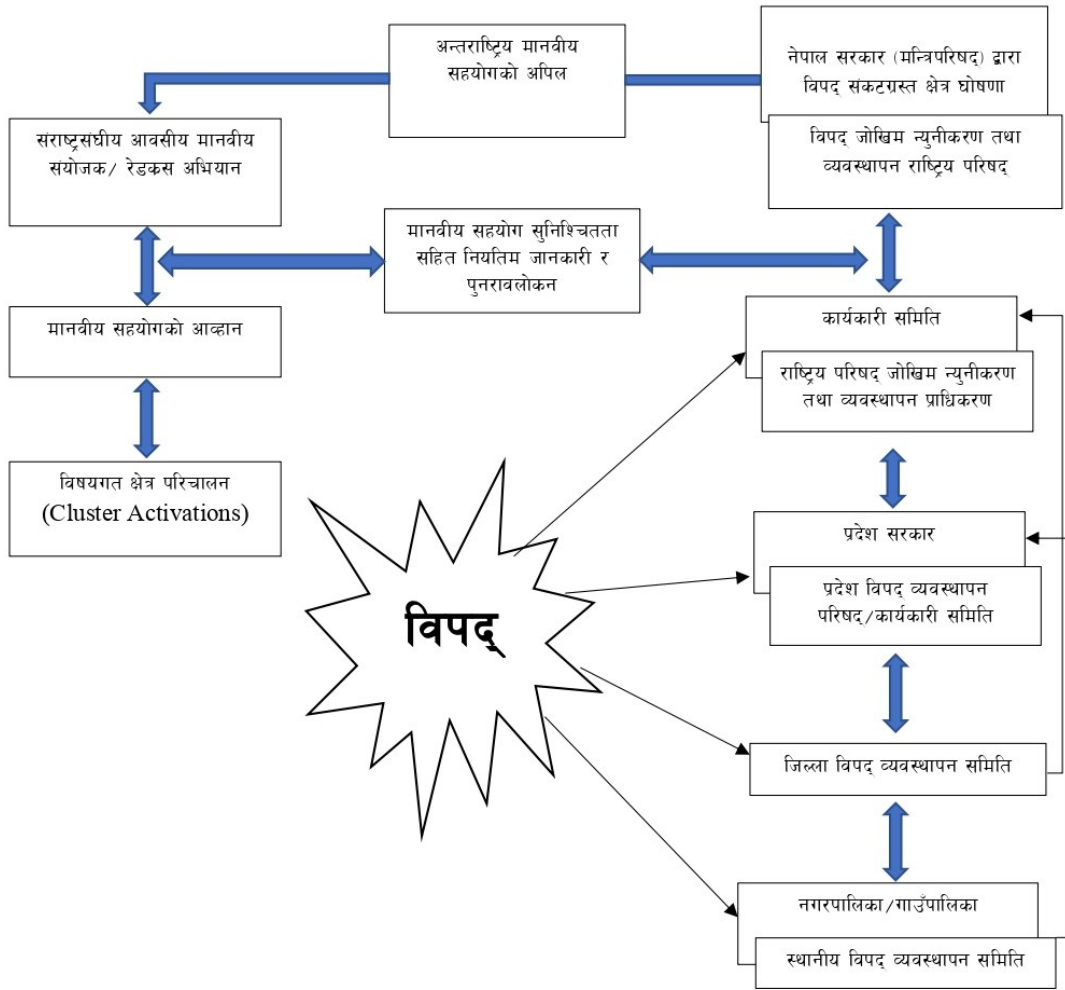 अन्तराष्ट्रिय मानवीय
सहयोगको अपिल
नेपाल सरकार (मन्त्रिपरिषद्) द्वारा
विपद् संकटग्रस्त क्षेत्र घोषणा
विपद् जोखिम न्युनीकरण तथा
व्यवस्थापन राष्ट्रिय परिषद्
संराष्ट्रसंघीय आवसीय मानवीय
संयोजक/ रेडकस अभियान
मानवीय सहयोग सुनिश्चितता
सहित नियतिम जानकारी र
पुनरावलोकन
मानवीय सहयोगको आव्हान
कार्यकारी समिति
राष्ट्रिय परिषद् जोखिम न्युनीकरण
तथा व्यवस्थापन प्राधिकरण
विषयगत क्षेत्र परिचालन
(Cluster Activations)
प्रदेश सरकार
प्रदेश विपद् व्यवस्थापन
परिषद्/कार्यकारी समिति
विपद्
जिल्ला विपद् व्यवस्थापन समिति
नगरपालिका/गाउँपालिका
स्थानीय विपद् व्यवस्थापन समिति